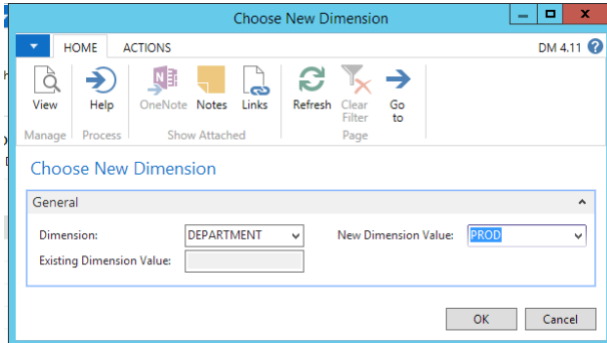 Choose New Dimension
HOME ACTIONS DM 4.11
View Help OneNote Notes Links Refresh Clear Filter Go to
Manage Process Show Attached Page
Choose New Dimension
General
Dimension: DEPARTMENT New Dimension Value: PROD
Existing Dimension Value:
OK Cancel